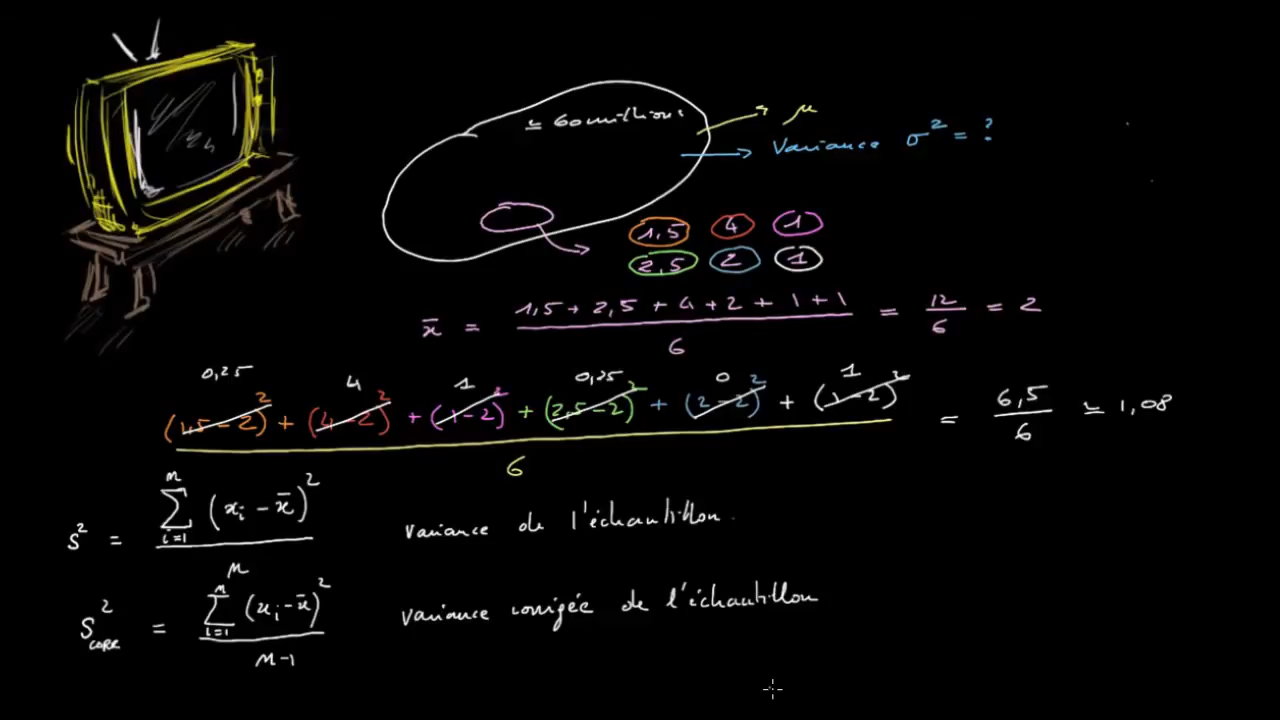 ≃ 60 millions
μ
Variance σ² = ?
1,5 4 1
2,5 2 1
x̄ = (1,5 + 2,5 + 4 + 2 + 1 + 1) / 6 = 12/6 = 2
0,25 4 1 0,25 0 1
((1,5-2)² + (4-2)² + (1-2)² + (2,5-2)² + (2-2)² + (1-2)²) / 6 = 6,5/6 ≃ 1,08
S² = Σ_{i=1}^{n} (xᵢ - x̄)² / n variance de l'échantillon.
S²_CORR = Σ_{i=1}^{n} (xᵢ - x̄)² / (n-1) variance corrigée de l'échantillon